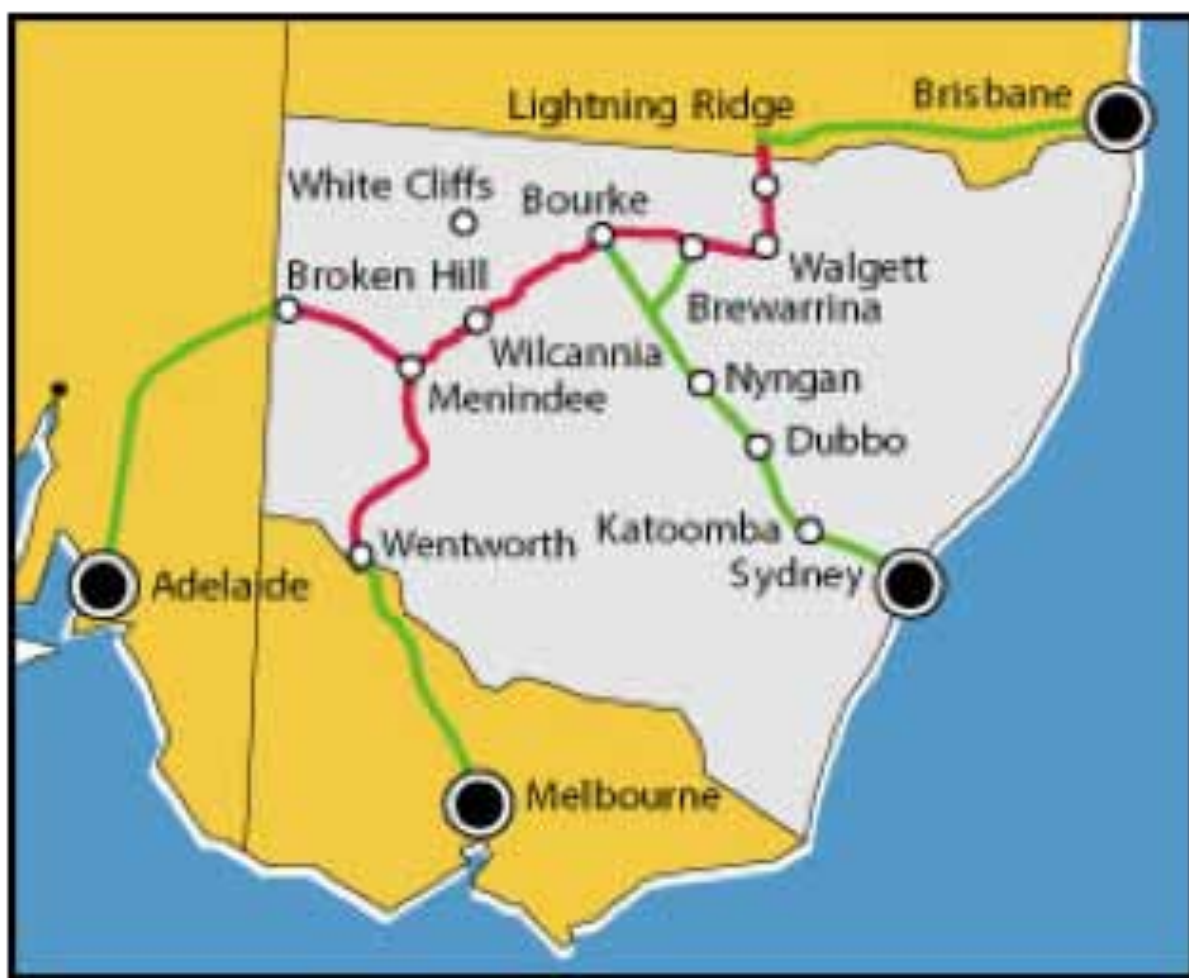 Brisbane
Lightning Ridge
White Cliffs
Bourke
Walgett
Broken Hill
Brewarrina
Wilcannia
Nyngan
Menindee
Dubbo
Katoomba
Wentworth
Sydney
Adelaide
Melbourne